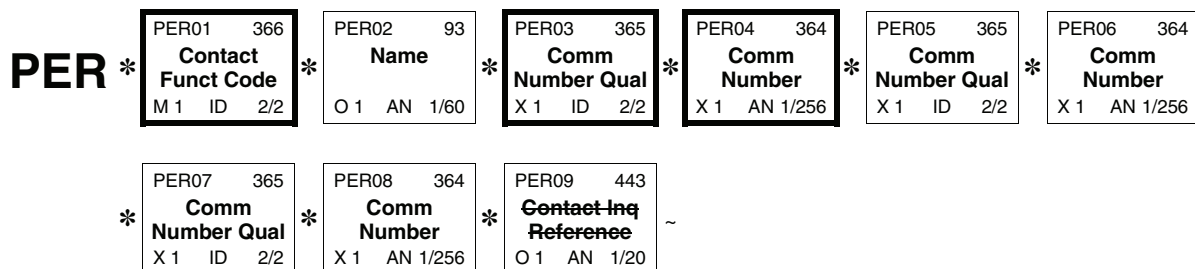 PER01 366 PER02 93 PER03 365 PER04 364 PER05 365 PER06 364
PER * Contact * Name * Comm * Comm * Comm * Comm
Funct Code Number Qual Number Number Qual Number
M 1 ID 2/2 O 1 AN 1/60 X 1 ID 2/2 X 1 AN 1/256 X 1 ID 2/2 X 1 AN 1/256
PER07 365 PER08 364 PER09 443
* Comm * Comm * Contact Inq ~
Number Qual Number Reference
X 1 ID 2/2 X 1 AN 1/256 O 1 AN 1/20